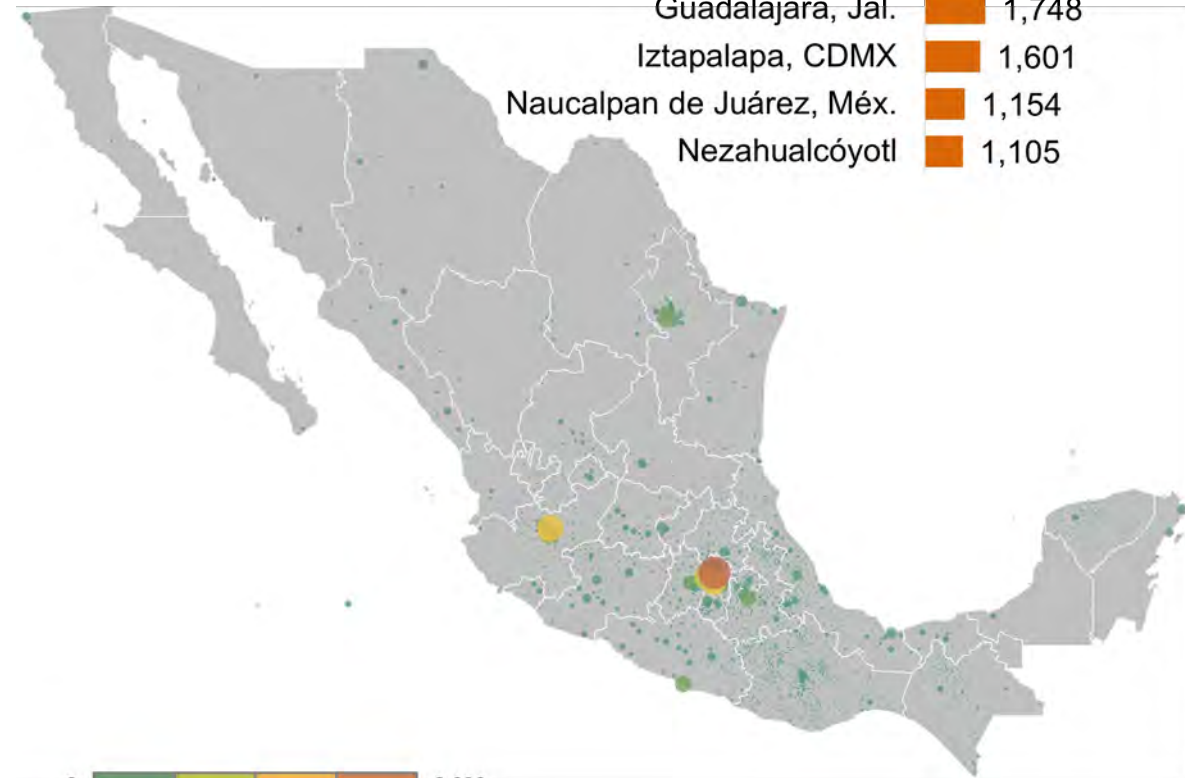 Guadalajara, Jal. 1,748
Iztapalapa, CDMX 1,601
Naucalpan de Juárez, Méx. 1,154
Nezahualcóyotl 1,105